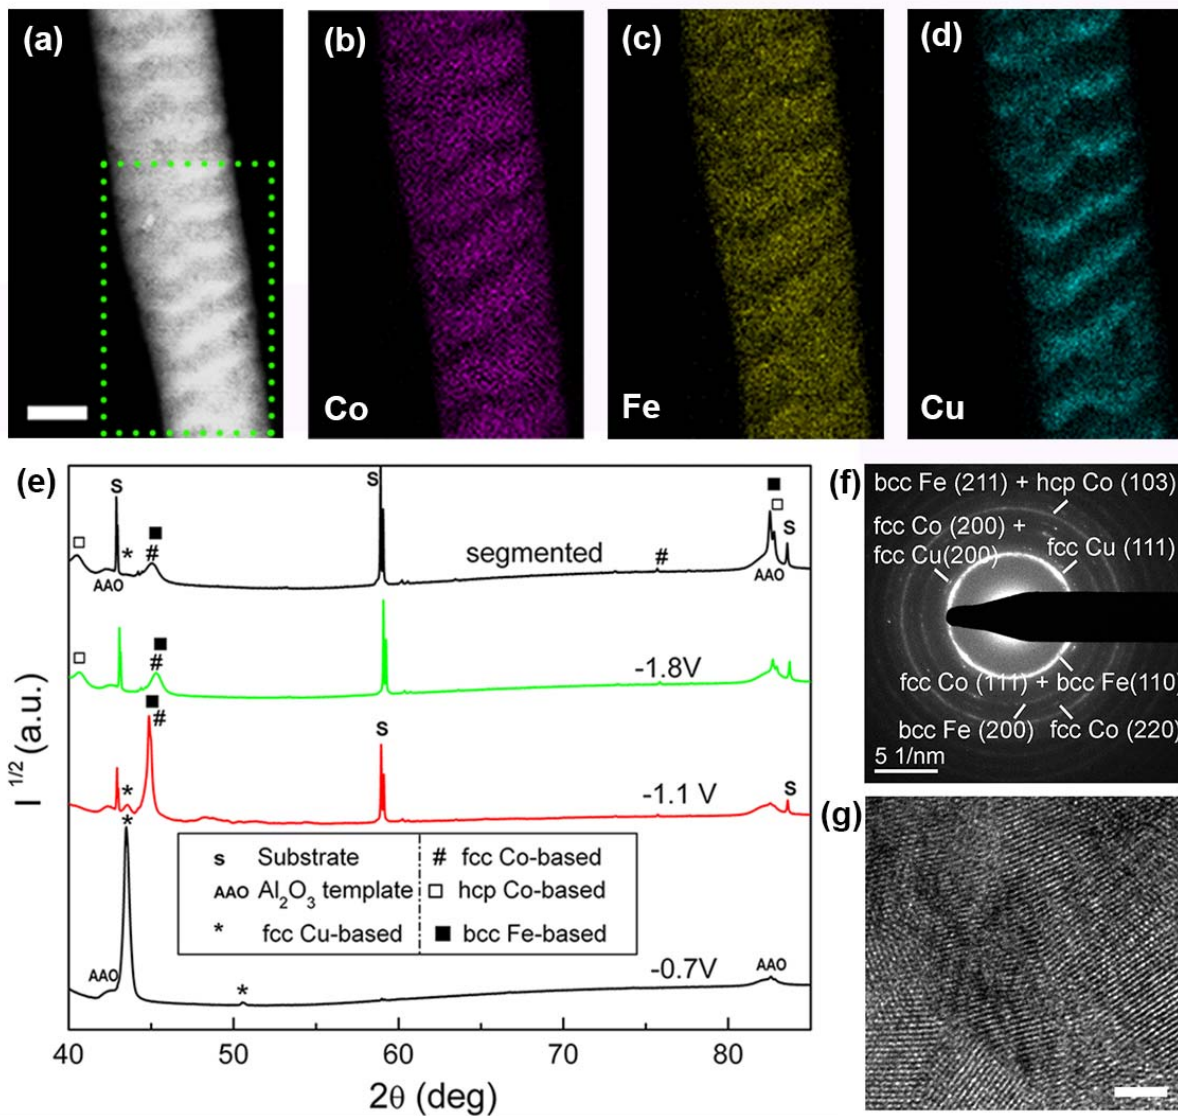 (a)
(b)
(c)
(d)
Co
Fe
Cu
(e)
S
S
□ * ■ #
segmented
#
■ □ S
AAO
AAO
□
■ #
-1.8V
■ #
S
*
-1.1 V
S
*
S Substrate
# fcc Co-based
AAO Al₂O₃ template
□ hcp Co-based
* fcc Cu-based
■ bcc Fe-based
AAO
*
-0.7V
AAO
I ¹ᐟ² (a.u.)
40 50 60 70 80
2θ (deg)
(f)
bcc Fe (211) + hcp Co (103)
fcc Co (200) +
fcc Cu(200)
fcc Cu (111)
fcc Co (111) + bcc Fe(110)
bcc Fe (200)
fcc Co (220)
5 1/nm
(g)